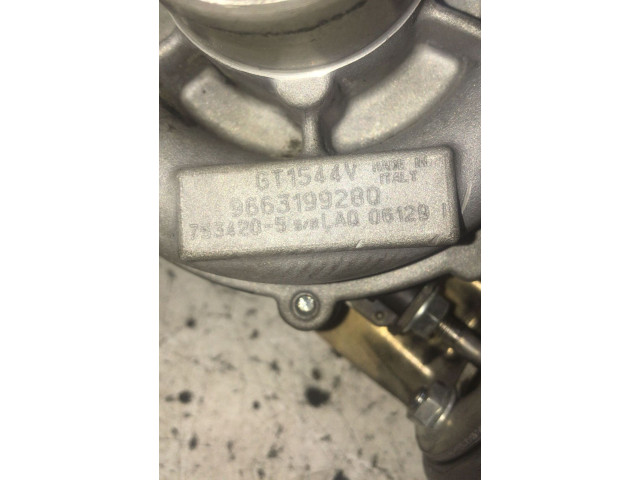 GT1544V MADE IN ITALY
9663199280
753420-5 s/n LAQ 06129 I